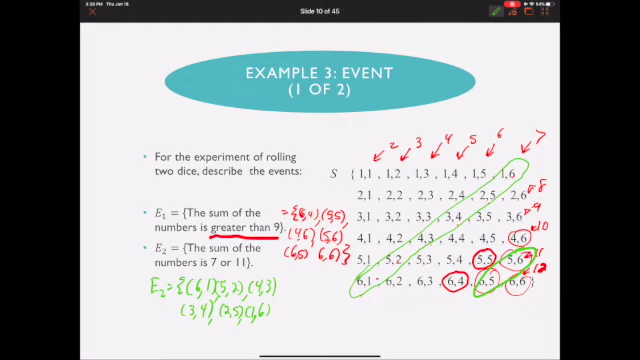 3:28 PM Thu Jan 18
53%
Slide 10 of 45
EXAMPLE 3: EVENT
(1 OF 2)
• For the experiment of rolling
two dice, describe the events:
• E₁ = {The sum of the
numbers is greater than 9}.
= {(6,4), (5,5),
(4,6), (5,6)
(6,5) 6,6)}
• E₂ = {The sum of the
numbers is 7 or 11}
E₂ = {(6,1)(5,2), (4,3)
(3,4), (2,5), (1,6)
2 3 4 5 6 7
S { 1,1 , 1,2 , 1,3 , 1,4 , 1,5 , 1,6
2,1 , 2,2 , 2,3 , 2,4 , 2,5 , 2,6 8
3,1 , 3,2 , 3,3 , 3,4 , 3,5 , 3,6 9
4,1 , 4,2 , 4,3 , 4,4 , 4,5 , 4,6 10
5,1 , 5,2 , 5,3 , 5,4 , 5,5 , 5,6 11
6,1 , 6,2 , 6,3 , 6,4 , 6,5 , 6,6 } 12